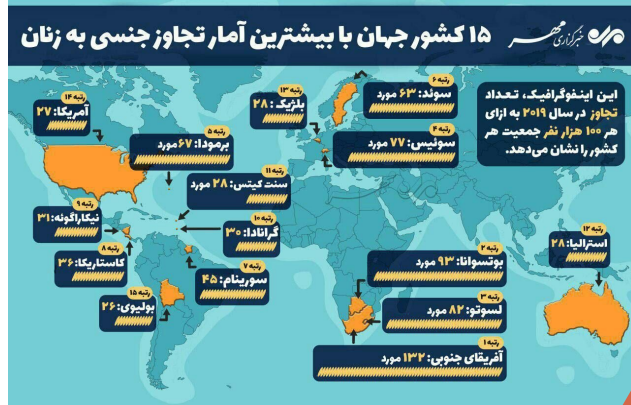 خبرگزاری مهر
۱۵ کشور جهان با بیشترین آمار تجاوز جنسی به زنان
این اینفوگرافیک، تعداد
تجاوز در سال ۲۰۱۹ به ازای
هر ۱۰۰ هزار نفر جمعیت هر
کشور را نشان می‌دهد.
رتبه ۶
سوئد: ۶۳ مورد
رتبه ۱۳
بلژیک: ۲۸
رتبه ۱۴
آمریکا: ۲۷
رتبه ۴
سوئیس: ۷۷ مورد
رتبه ۵
برمودا: ۶۷ مورد
رتبه ۱۱
سنت کیتس: ۲۸ مورد
رتبه ۹
نیکاراگوئه: ۳۱
رتبه ۱۰
گرانادا: ۳۰
رتبه ۱۲
استرالیا: ۲۸
رتبه ۸
کاستاریکا: ۳۶
رتبه ۲
بوتسوانا: ۹۳ مورد
رتبه ۷
سورینام: ۴۵
رتبه ۱۵
بولیوی: ۲۶
رتبه ۳
لسوتو: ۸۲ مورد
رتبه ۱
آفریقای جنوبی: ۱۳۲ مورد